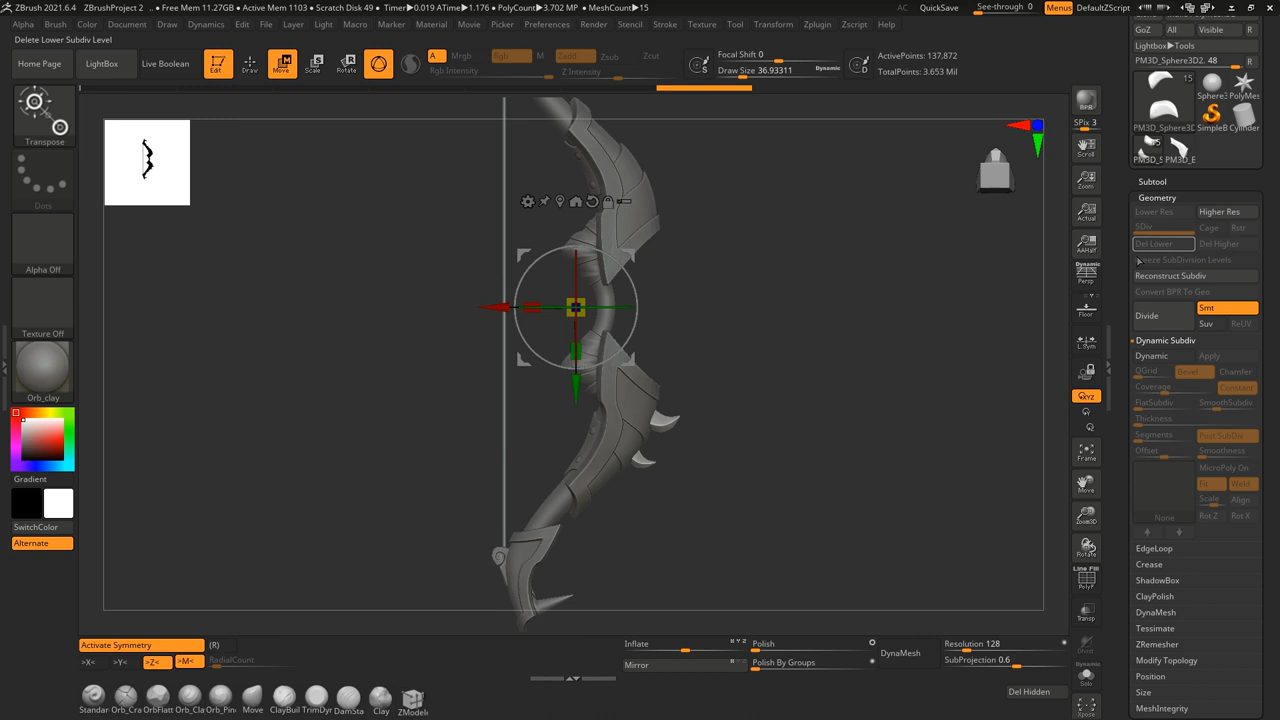 ZBrush 2021.6.4 ZBrushProject2 .. • Free Mem 11.27GB • Active Mem 1103 • Scratch Disk 49 • Timer▶0.019 ATime▶1.176 • PolyCount▶3.702 MP • MeshCount▶15 AC QuickSave See-through 0 Menus DefaultZScript
Alpha Brush Color Document Draw Dynamics Edit File Layer Light Macro Marker Material Movie Picker Preferences Render Stencil Stroke Texture Tool Transform Zplugin Zscript Help
Delete Lower Subdiv Level
Home Page LightBox Live Boolean Edit Draw Move Scale Rotate
A Mrgb Rgb M Zadd Zsub Zcut
Rgb Intensity Z Intensity
Focal Shift 0
Draw Size 36.93311 Dynamic
S D
ActivePoints: 137,872
TotalPoints: 3.653 Mil
Transpose
Dots
Alpha Off
Texture Off
Orb_clay
Gradient
SwitchColor
Alternate
BPR
SPix 3
Scroll
Zoom
Actual
AAHalf
Dynamic
Persp
Floor
L.Sym
XYZ
Frame
Move
Zoom3D
Rotate
Line Fill
PolyF
Transp
Ghost
Dynamic
Solo
Xpose
GoZ All Visible R
Lightbox▶Tools
PM3D_Sphere3D2. 48 R
15
Sphere3 PolyMes
PM3D_Sphere3D SimpleB Cylinder
PM3D_S PM3D_E
Subtool
Geometry
Lower Res Higher Res
SDiv Cage Rstr
Del Lower Del Higher
Freeze SubDivision Levels
Reconstruct Subdiv
Convert BPR To Geo
Divide Smt
Suv ReUV
Dynamic Subdiv
Dynamic Apply
QGrid Bevel Chamfer
Coverage Constant
FlatSubdiv SmoothSubdiv
Thickness
Segments Post SubDiv
Offset Smoothness
MicroPoly On
Fit Weld
Scale Align
None Rot Z Rot X
EdgeLoop
Crease
ShadowBox
ClayPolish
DynaMesh
Tessimate
ZRemesher
Modify Topology
Position
Size
MeshIntegrity
Activate Symmetry (R)
>X< >Y< >Z< >M< RadialCount
Inflate Polish
Mirror Polish By Groups
DynaMesh
Resolution 128
SubProjection 0.6
Del Hidden
Standar Orb_Cra OrbFlatt Orb_Cla Orb_Pin Move ClayBuil TrimDyr DamSta Clay ZModele